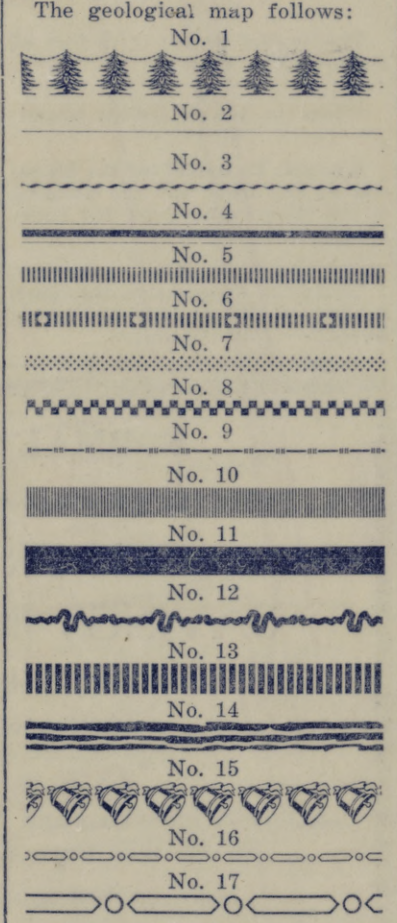 The geological map follows:
No. 1
No. 2
No. 3
No. 4
No. 5
No. 6
No. 7
No. 8
No. 9
No. 10
No. 11
No. 12
No. 13
No. 14
No. 15
No. 16
No. 17